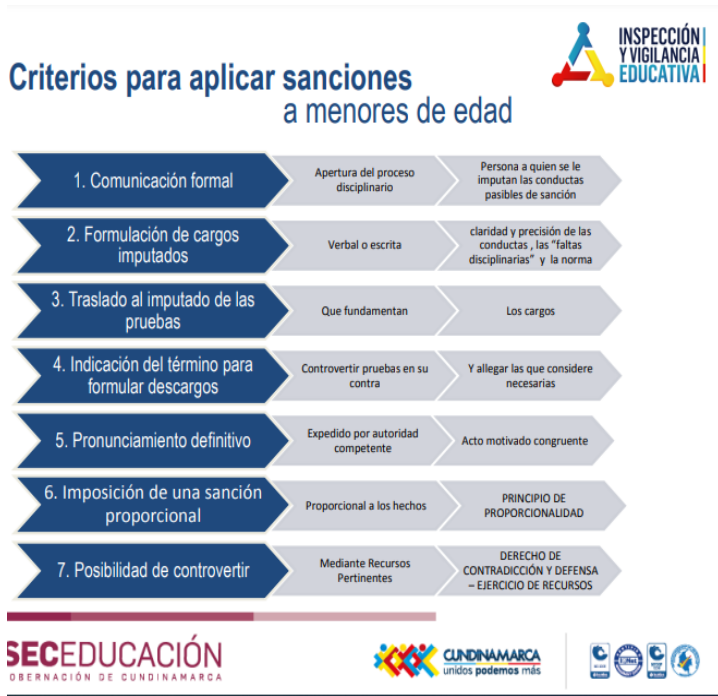 INSPECCIÓN
Y VIGILANCIA
EDUCATIVA
Criterios para aplicar sanciones
a menores de edad
1. Comunicación formal
Apertura del proceso
disciplinario
Persona a quien se le
imputan las conductas
pasibles de sanción
2. Formulación de cargos
imputados
Verbal o escrita
claridad y precisión de las
conductas , las “faltas
disciplinarias” y la norma
3. Traslado al imputado de las
pruebas
Que fundamentan
Los cargos
4. Indicación del término para
formular descargos
Controvertir pruebas en su
contra
Y allegar las que considere
necesarias
5. Pronunciamiento definitivo
Expedido por autoridad
competente
Acto motivado congruente
6. Imposición de una sanción
proporcional
Proporcional a los hechos
PRINCIPIO DE
PROPORCIONALIDAD
7. Posibilidad de controvertir
Mediante Recursos
Pertinentes
DERECHO DE
CONTRADICCIÓN Y DEFENSA
– EJERCICIO DE RECURSOS
SECEDUCACIÓN
OBERNACIÓN DE CUNDINAMARCA
CUNDINAMARCA
unidos podemos más